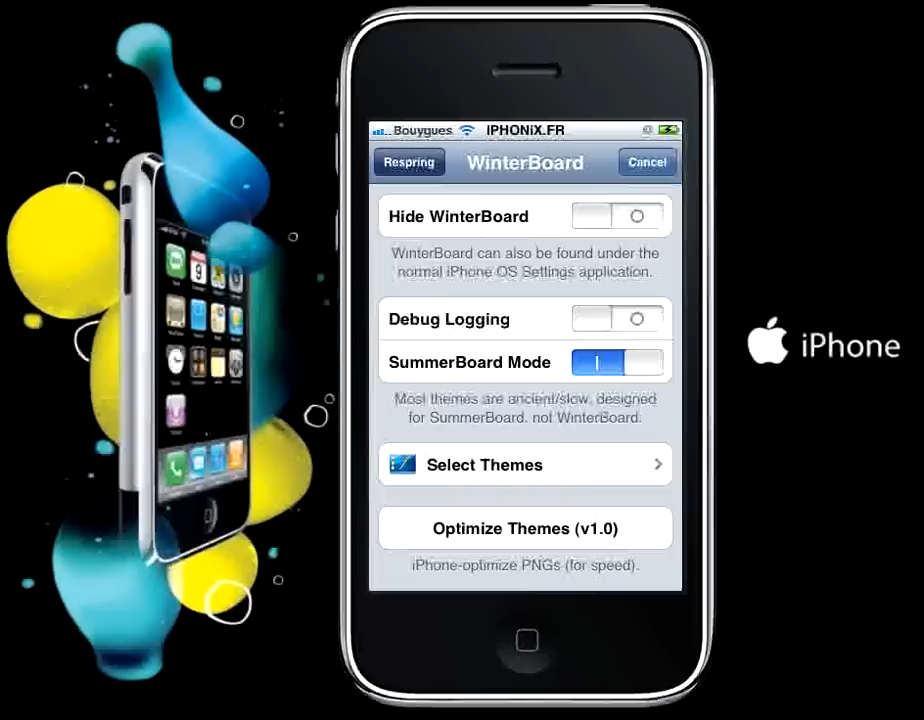 Bouygues IPHONiX.FR
Respring WinterBoard Cancel
Hide WinterBoard
WinterBoard can also be found under the
normal iPhone OS Settings application.
Debug Logging
SummerBoard Mode
Most themes are ancient/slow, designed
for SummerBoard, not WinterBoard.
Select Themes
Optimize Themes (v1.0)
iPhone-optimize PNGs (for speed).
iPhone